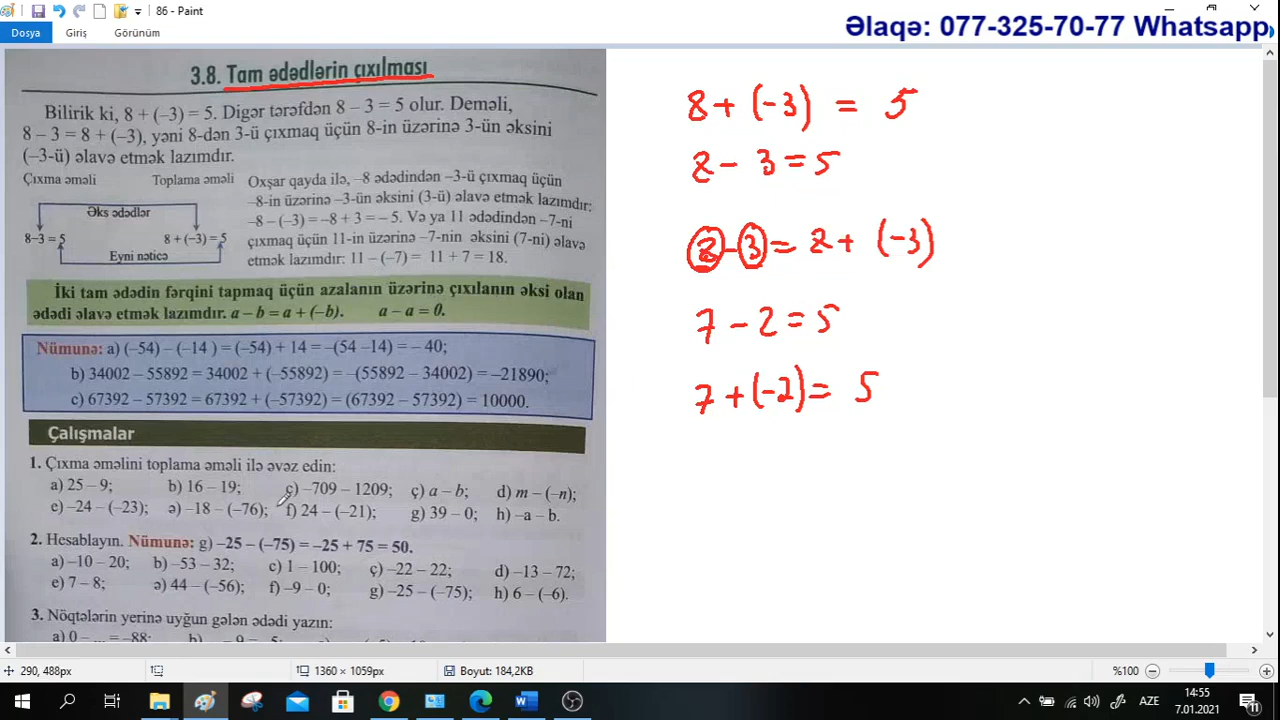 86 - Paint
Əlaqə: 077-325-70-77 Whatsapp
Dosya Giriş Görünüm
3.8. Tam ədədlərin çıxılması
Bilirik ki, 8 + (–3) = 5. Digər tərəfdən 8 – 3 = 5 olur. Deməli,
8 – 3 = 8 + (–3), yəni 8-dən 3-ü çıxmaq üçün 8-in üzərinə 3-ün əksini
(–3-ü) əlavə etmək lazımdır.
Çıxma əməli Toplama əməli
Əks ədədlər
8–3 = 5 8 + (–3) = 5
Eyni nəticə
Oxşar qayda ilə, –8 ədədindən –3-ü çıxmaq üçün
–8-in üzərinə –3-ün əksini (3-ü) əlavə etmək lazımdır:
–8 – (–3) = –8 + 3 = – 5. Və ya 11 ədədindən –7-ni
çıxmaq üçün 11-in üzərinə –7-nin əksini (7-ni) əlavə
etmək lazımdır: 11 – (–7) = 11 + 7 = 18.
İki tam ədədin fərqini tapmaq üçün azalanın üzərinə çıxılanın əksi olan
ədədi əlavə etmək lazımdır. a – b = a + (–b). a – a = 0.
Nümunə: a) (–54) – (–14 ) = (–54) + 14 = –(54 –14) = – 40;
b) 34002 – 55892 = 34002 + (–55892) = –(55892 – 34002) = –21890;
c) 67392 – 57392 = 67392 + (–57392) = (67392 – 57392) = 10000.
Çalışmalar
1. Çıxma əməlini toplama əməli ilə əvəz edin:
a) 25 – 9; b) 16 – 19; c) –709 – 1209; ç) a – b; d) m – (–n);
e) –24 – (–23); ə) –18 – (–76); f) 24 – (–21); g) 39 – 0; h) –a – b.
2. Hesablayın. Nümunə: g) –25 – (–75) = –25 + 75 = 50.
a) –10 – 20; b) –53 – 32; c) 1 – 100; ç) –22 – 22; d) –13 – 72;
e) 7 – 8; ə) 44 – (–56); f) –9 – 0; g) –25 – (–75); h) 6 – (–6).
3. Nöqtələrin yerinə uyğun gələn ədədi yazın:
a) 0 – ... = –88;
8 + (-3) = 5
8 - 3 = 5
8 - 3 = 8 + (-3)
7 - 2 = 5
7 + (-2) = 5
290, 488px 1360 × 1059px Boyut: 184,2KB %100
W AZE 14:55
7.01.2021 11